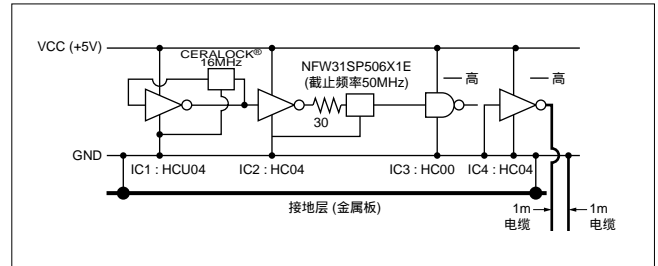 VCC (+5V)
CERALOCK®
16MHz
NFW31SP506X1E
(截止频率50MHz)
高
高
30
GND
IC1 : HCU04
IC2 : HC04
IC3 : HC00
IC4 : HC04
接地层 (金属板)
1m
电缆
1m
电缆